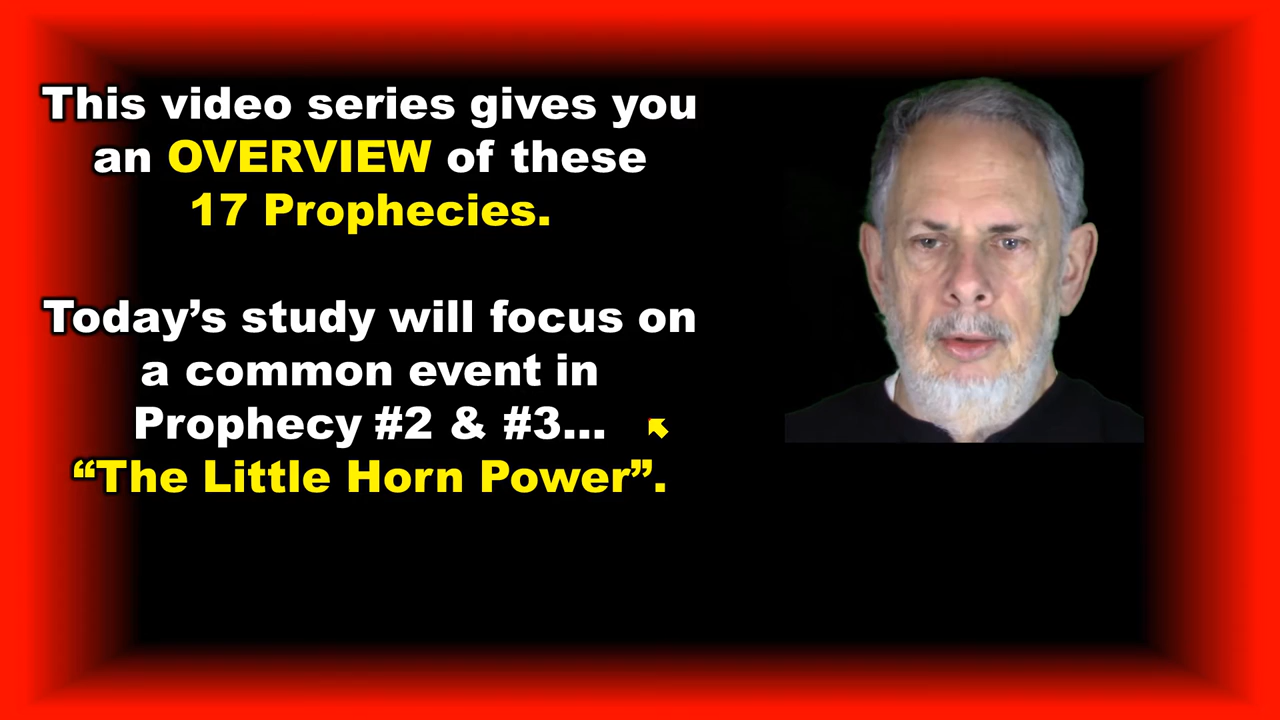 This video series gives you
an OVERVIEW of these
17 Prophecies.
Today’s study will focus on
a common event in
Prophecy #2 & #3...
“The Little Horn Power”.